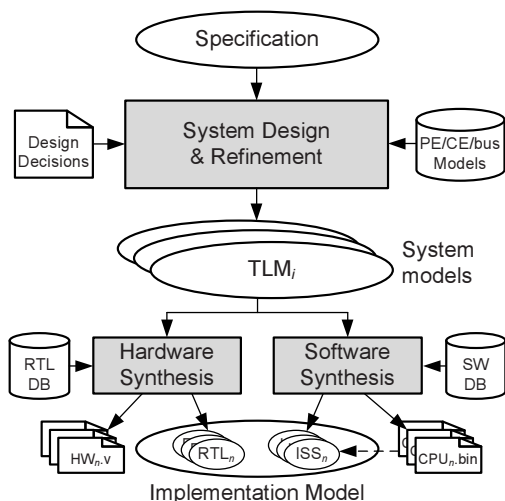 Specification
System Design
& Refinement
Design
Decisions
PE/CE/bus
Models
TLMi
System
models
Hardware
Synthesis
Software
Synthesis
RTL
DB
SW
DB
HWn.v
RTLn
ISSn
CPUn.bin
Implementation Model